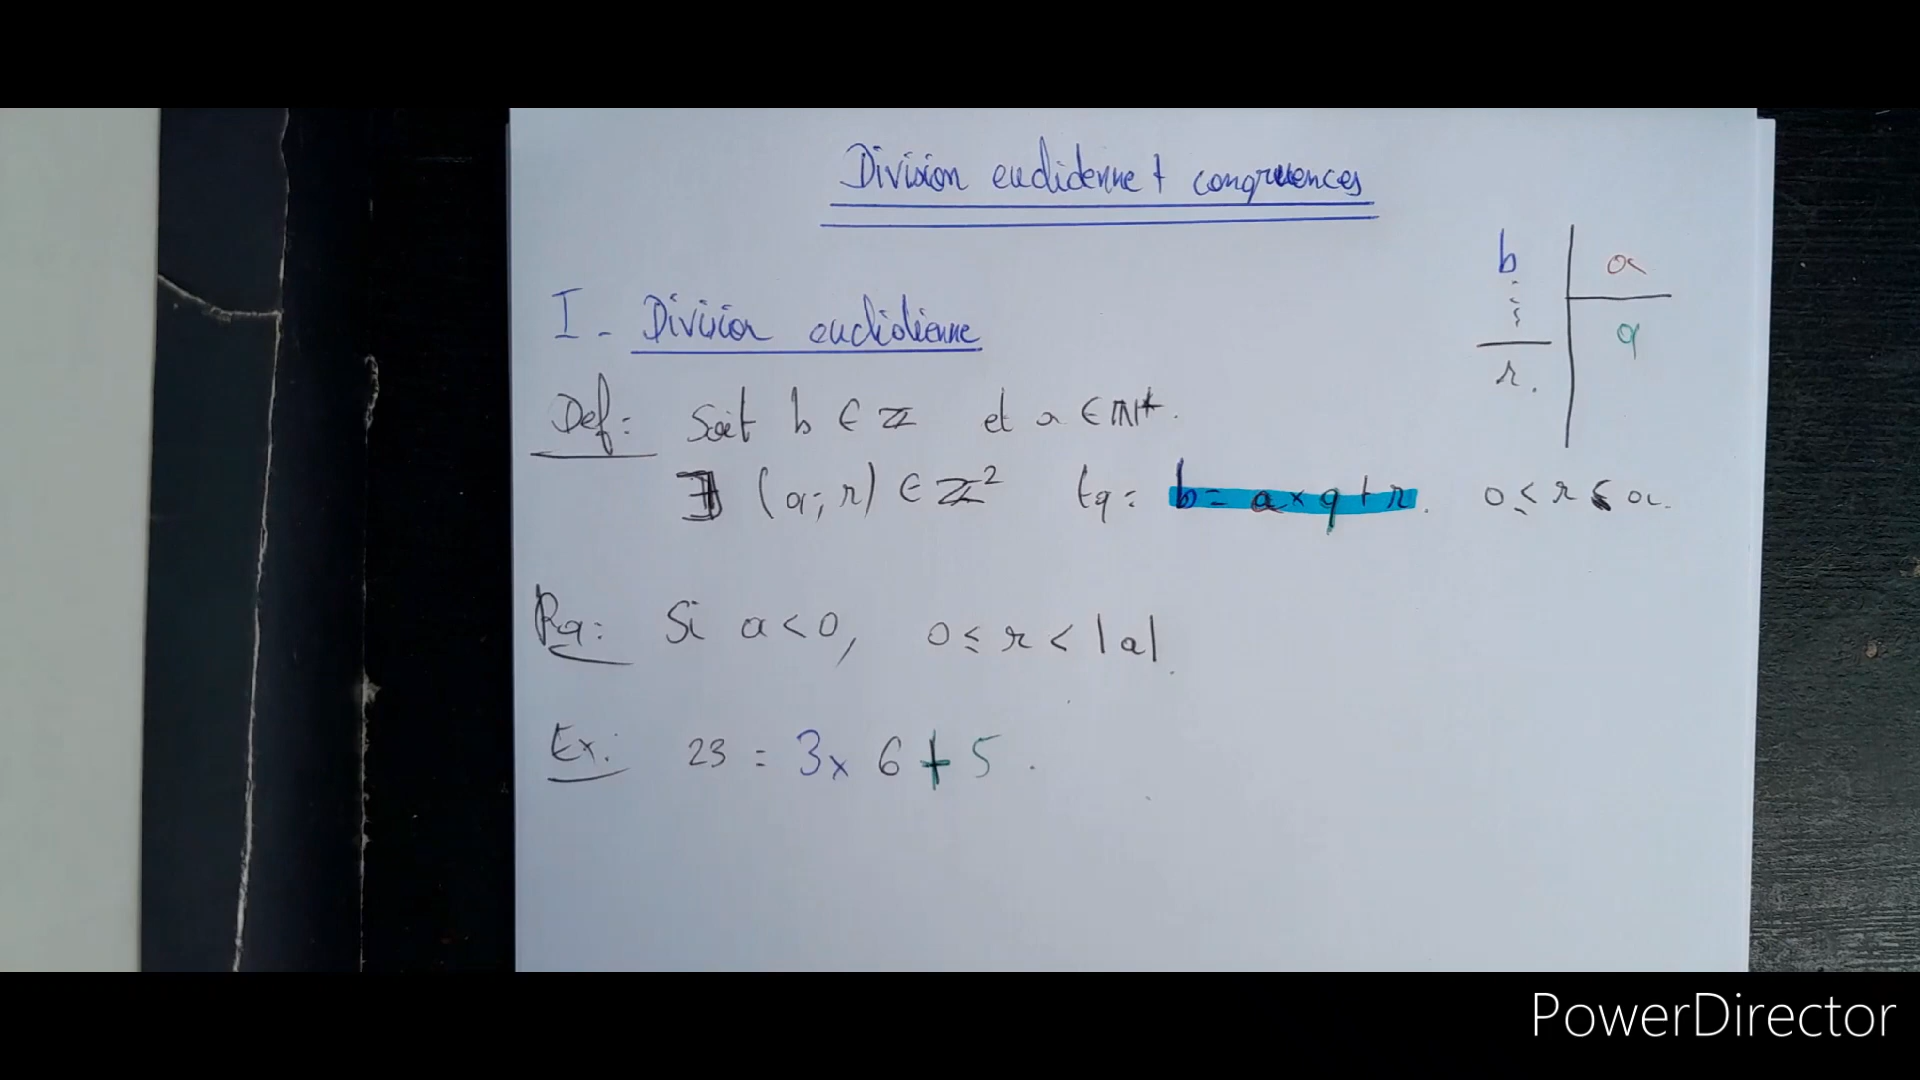 Division euclidenne + congruences
b a
q
r.
I - Division euclidienne
Def: Soit b ∈ ℤ et a ∈ ℕ*.
∃ (q; r) ∈ ℤ² tq: b = a × q + r. 0 ≤ r < a.
Rq: Si a < 0, 0 ≤ r < |a|.
Ex: 23 = 3 × 6 + 5.
PowerDirector